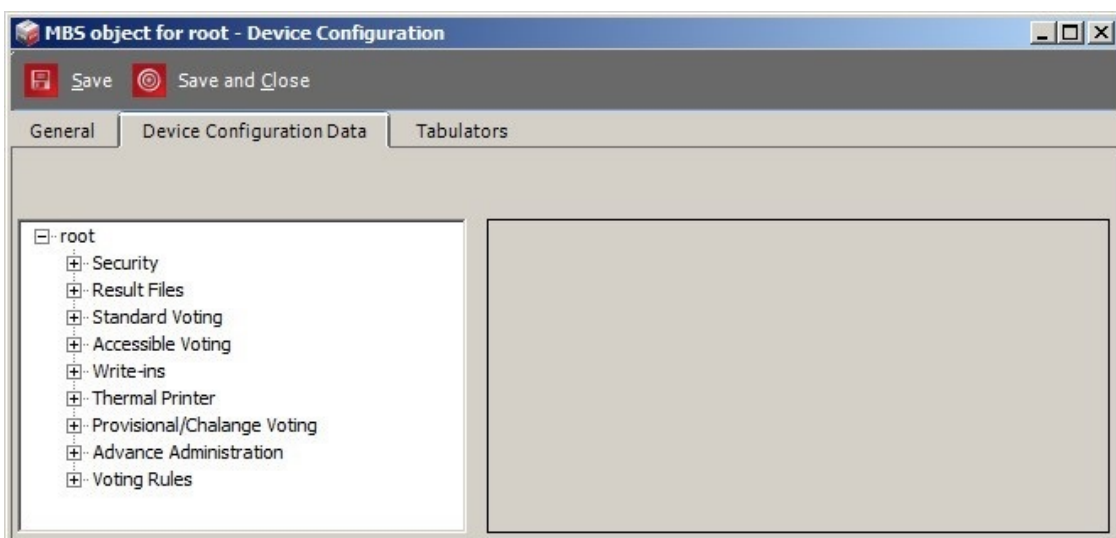 MBS object for root - Device Configuration
Save Save and Close
General Device Configuration Data Tabulators
root
Security
Result Files
Standard Voting
Accessible Voting
Write-ins
Thermal Printer
Provisional/Chalange Voting
Advance Administration
Voting Rules